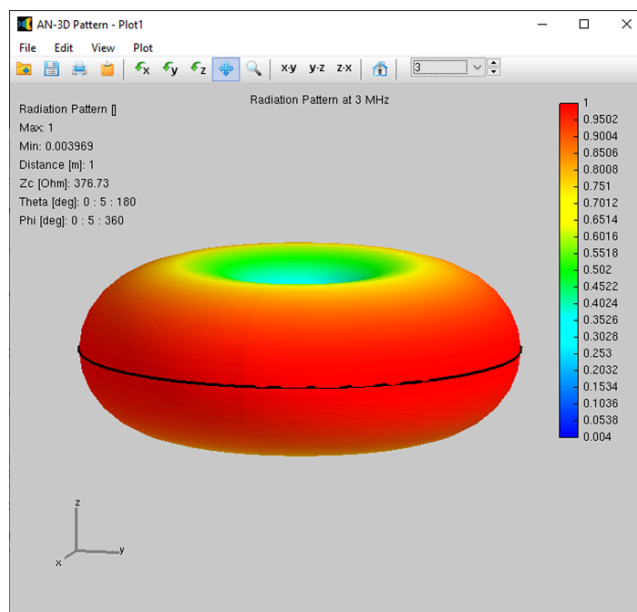 AN-3D Pattern - Plot1
File Edit View Plot
x y z x-y y-z z-x 3
Radiation Pattern at 3 MHz
Radiation Pattern []
Max: 1
Min: 0.003969
Distance [m]: 1
Zc [Ohm]: 376.73
Theta [deg]: 0 : 5 : 180
Phi [deg]: 0 : 5 : 360
1
0.9502
0.9004
0.8506
0.8008
0.751
0.7012
0.6514
0.6016
0.5518
0.502
0.4522
0.4024
0.3526
0.3028
0.253
0.2032
0.1534
0.1036
0.0538
0.004
z
x
y